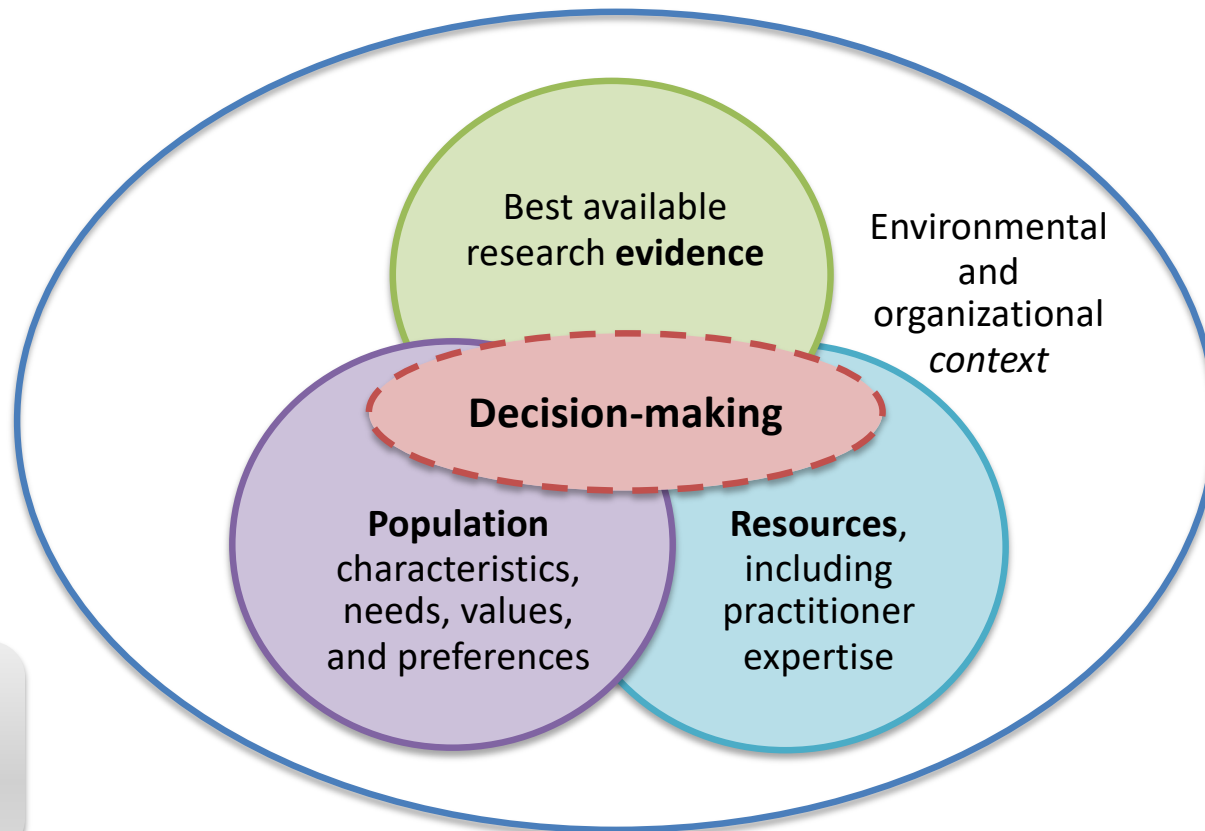 Best available
research evidence
Environmental
and
organizational
context
Decision-making
Population
characteristics,
needs, values,
and preferences
Resources,
including
practitioner
expertise